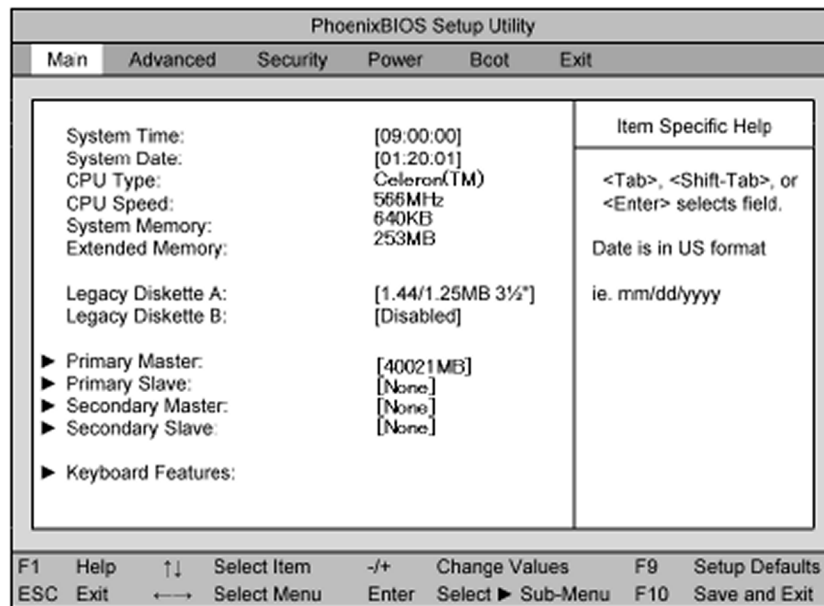 PhoenixBIOS Setup Utility
Main Advanced Security Power Boot Exit
System Time: [09:00:00]
System Date: [01:20:01]
CPU Type: Celeron(TM)
CPU Speed: 566MHz
System Memory: 640KB
Extended Memory: 253MB
Legacy Diskette A: [1.44/1.25MB 3½"]
Legacy Diskette B: [Disabled]
► Primary Master: [40021MB]
► Primary Slave: [None]
► Secondary Master: [None]
► Secondary Slave: [None]
► Keyboard Features:
Item Specific Help
<Tab>, <Shift-Tab>, or
<Enter> selects field.
Date is in US format
ie. mm/dd/yyyy
F1 Help ↑↓ Select Item -/+ Change Values F9 Setup Defaults
ESC Exit ←→ Select Menu Enter Select ► Sub-Menu F10 Save and Exit